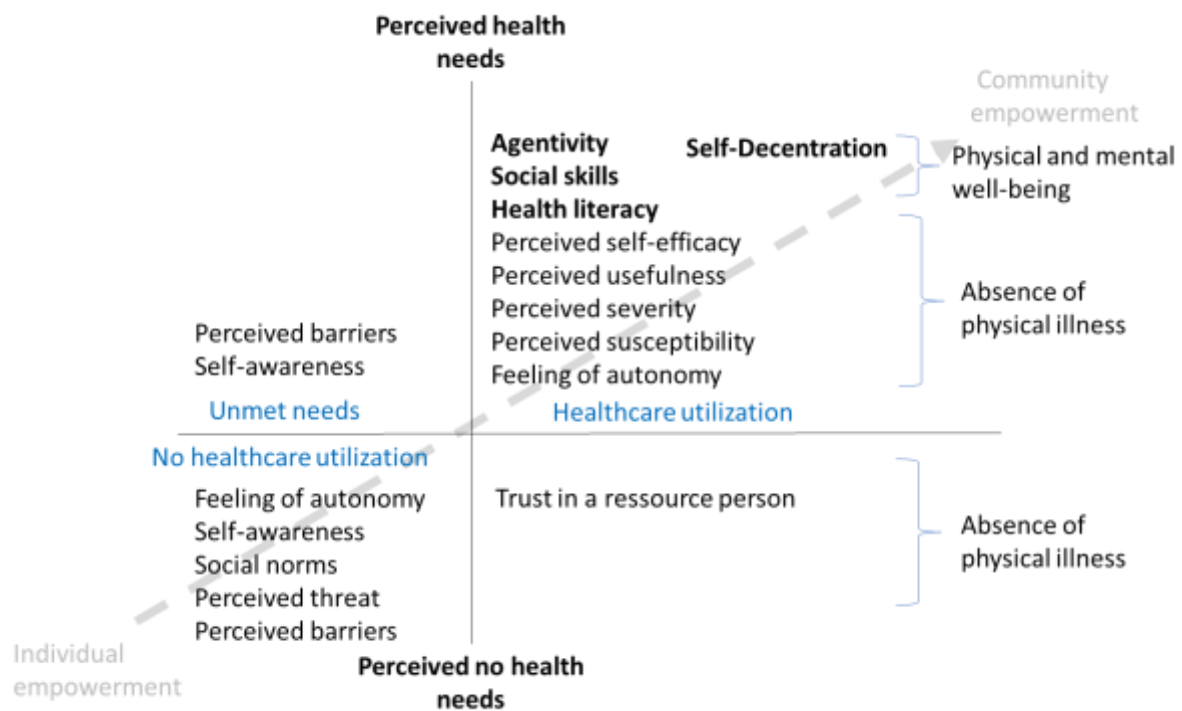 Perceived health
needs
Community
empowerment
Agentivity
Self-Decentration
Social skills
Physical and mental
well-being
Health literacy
Perceived self-efficacy
Perceived usefulness
Perceived severity
Perceived susceptibility
Feeling of autonomy
Absence of
physical illness
Perceived barriers
Self-awareness
Unmet needs
Healthcare utilization
No healthcare utilization
Feeling of autonomy
Self-awareness
Social norms
Perceived threat
Perceived barriers
Trust in a ressource person
Absence of
physical illness
Individual
empowerment
Perceived no health
needs